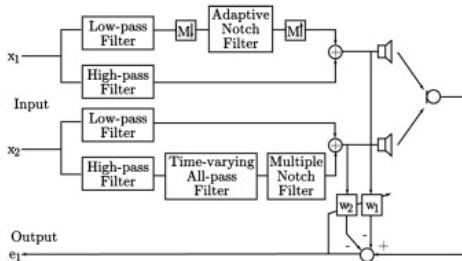 Low-pass
Filter
M↓
Adaptive
Notch
Filter
M↑
x1
High-pass
Filter
Input
Low-pass
Filter
x2
High-pass
Filter
Time-varying
All-pass
Filter
Multiple
Notch
Filter
w2
w1
Output
- - +
e1